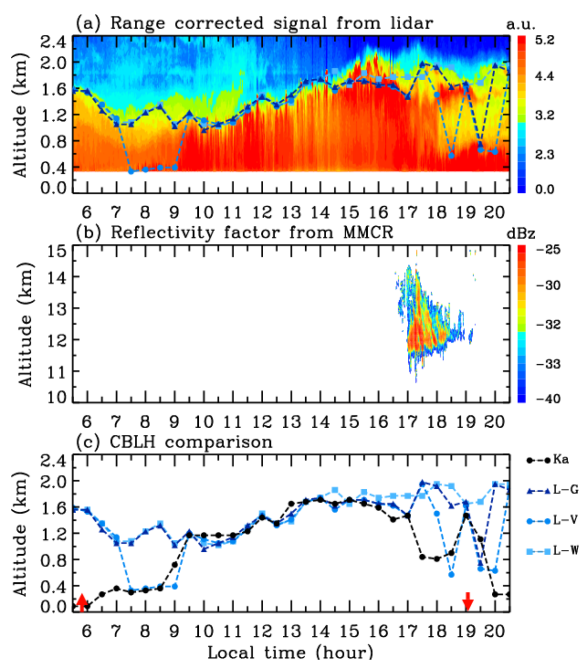 (a) Range corrected signal from lidar
a.u.
2.4
2.0
1.6
1.2
0.8
0.4
0.0
Altitude (km)
5.2
4.4
3.2
2.3
0.0
6 7 8 9 10 11 12 13 14 15 16 17 18 19 20
(b) Reflectivity factor from MMCR
dBz
15
14
13
12
11
10
Altitude (km)
-25
-29
-32
-33
-40
6 7 8 9 10 11 12 13 14 15 16 17 18 19 20
(c) CBLH comparison
2.4
2.0
1.6
1.2
0.8
0.4
0.0
Altitude (km)
Ka
L-G
L-V
L-W
6 7 8 9 10 11 12 13 14 15 16 17 18 19 20
Local time (hour)